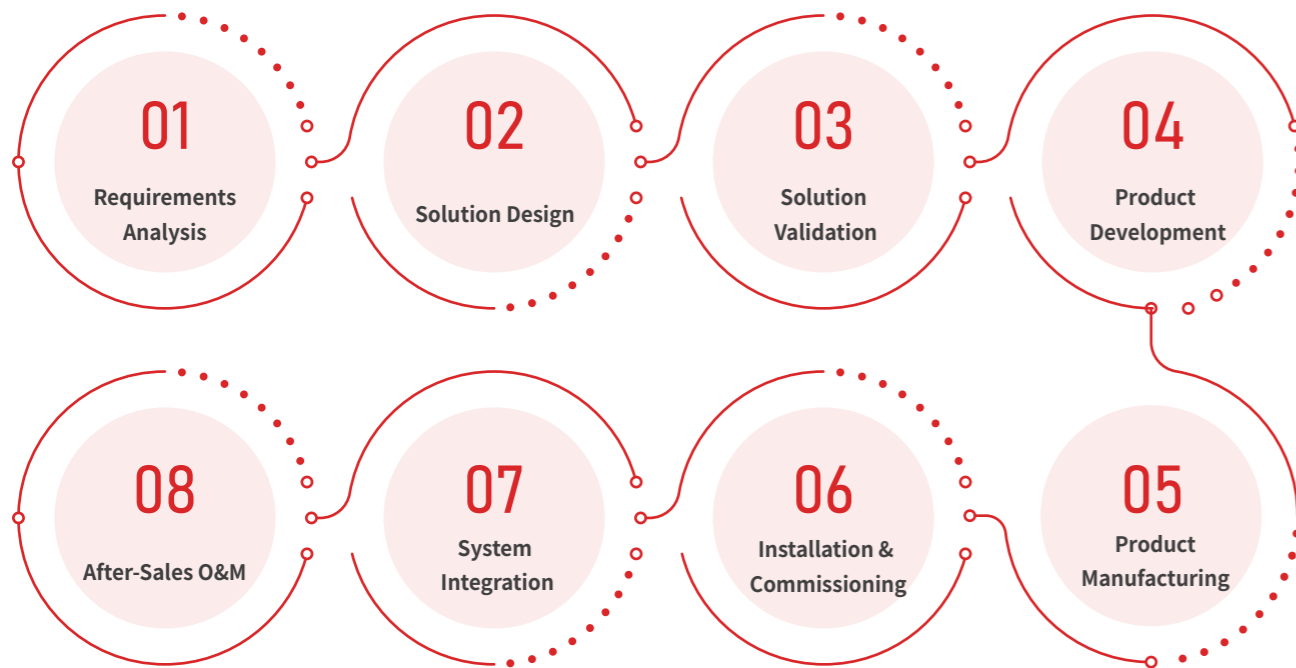 01
Requirements
Analysis
02
Solution Design
03
Solution
Validation
04
Product
Development
05
Product
Manufacturing
06
Installation &
Commissioning
07
System
Integration
08
After-Sales O&M